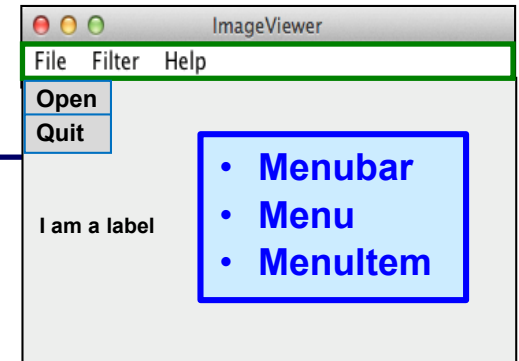 ImageViewer
File Filter Help
Open
Quit
I am a label
• Menubar
• Menu
• MenuItem